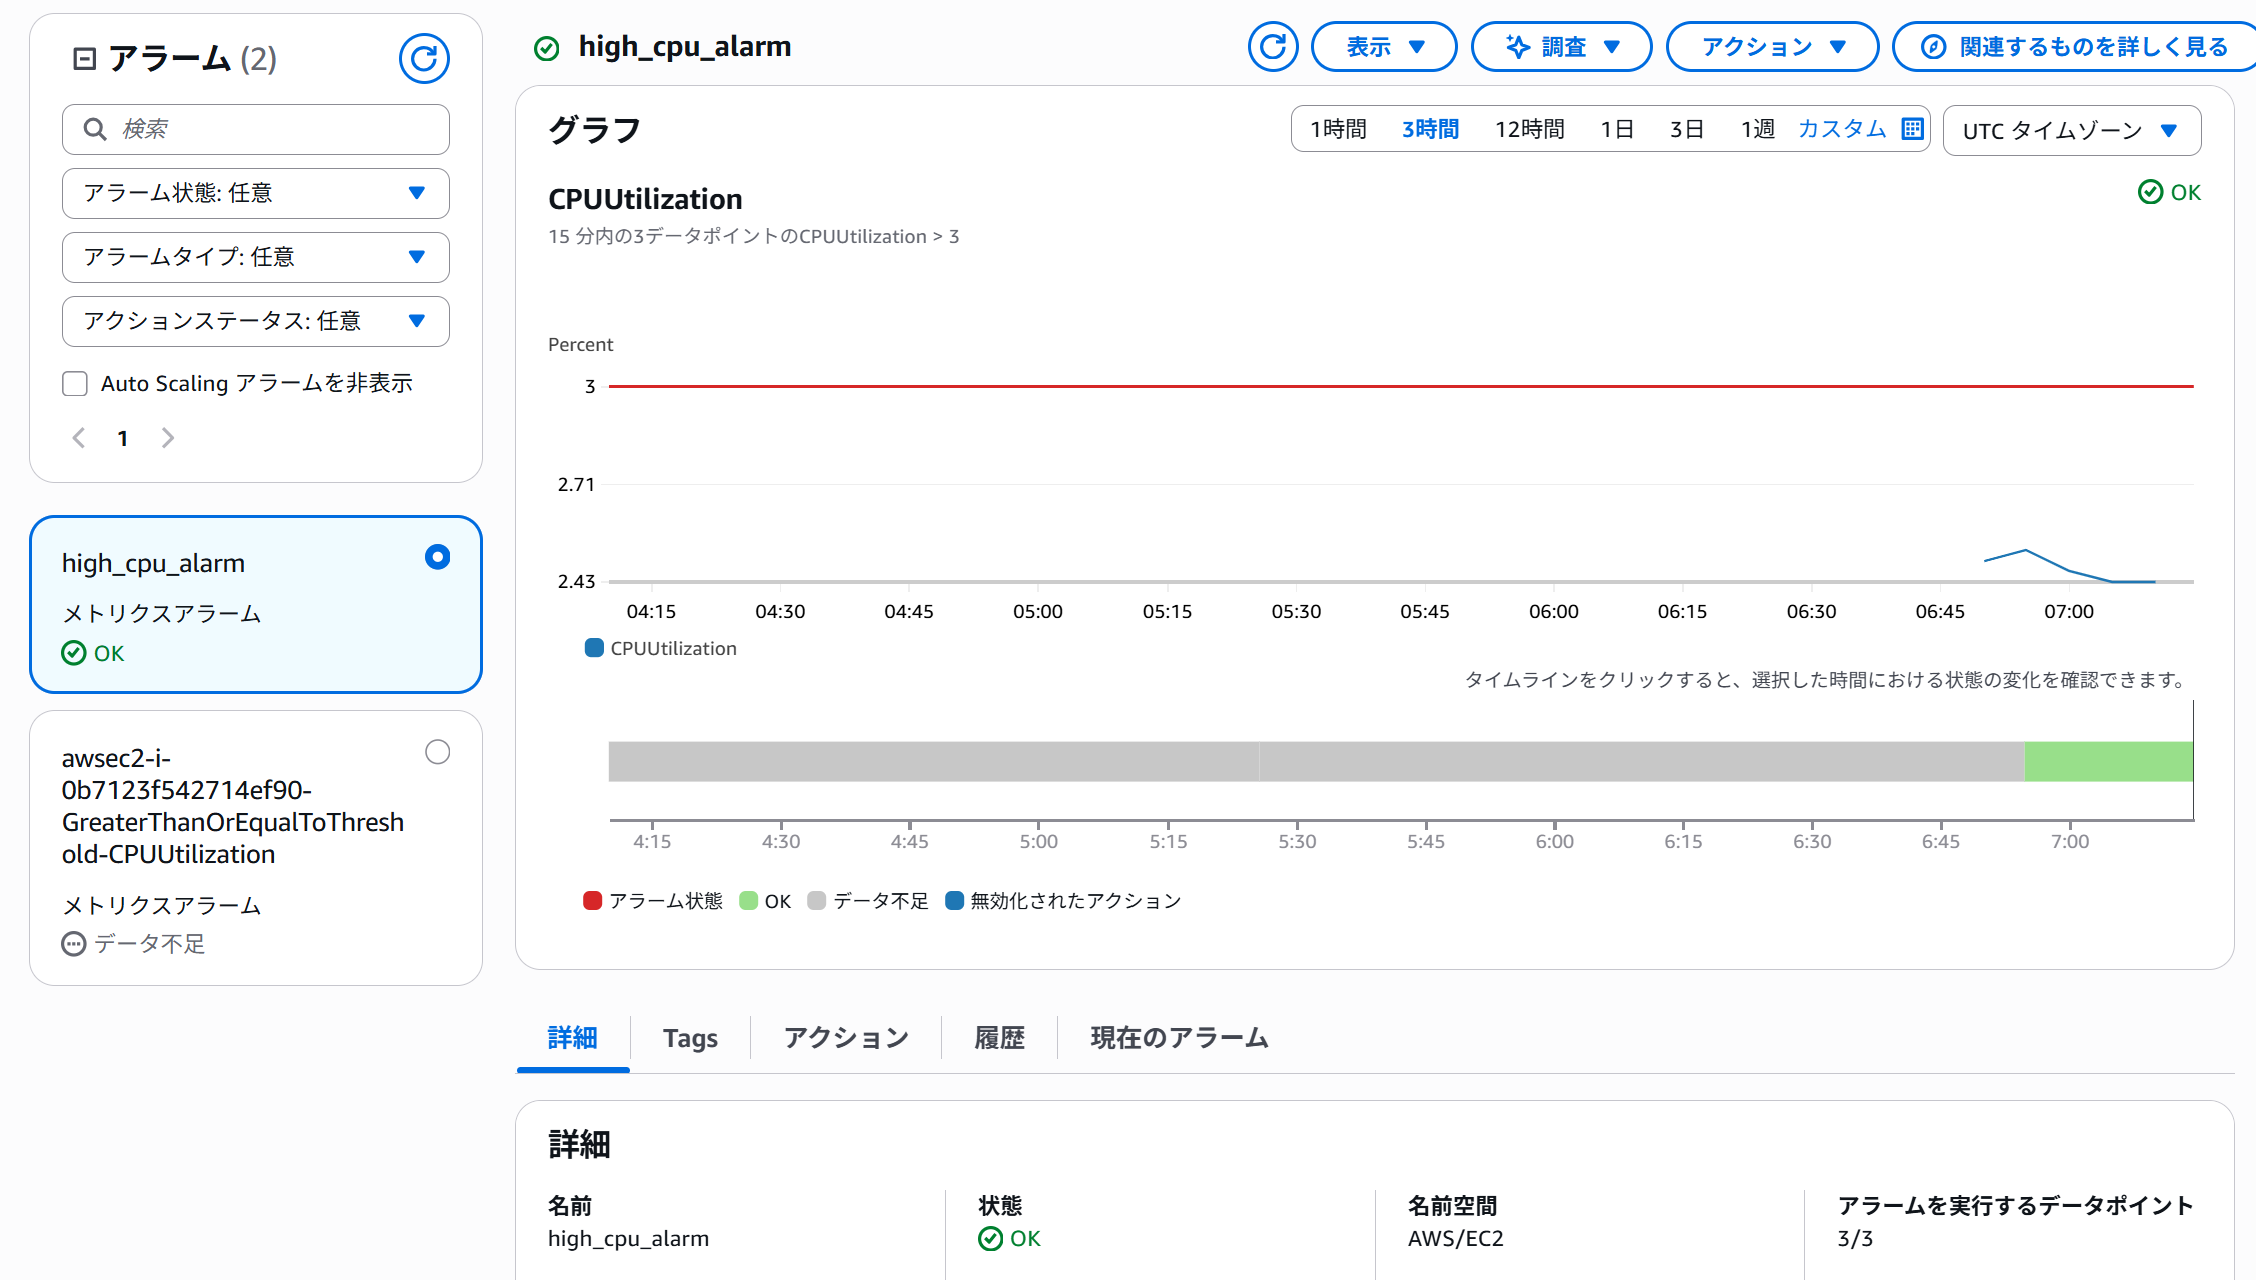 アラーム (2)
検索
アラーム状態: 任意
アラームタイプ: 任意
アクションステータス: 任意
Auto Scaling アラームを非表示
1
high_cpu_alarm
メトリクスアラーム
OK
awsec2-i-
0b7123f542714ef90-
GreaterThanOrEqualToThresh
old-CPUUtilization
メトリクスアラーム
データ不足
high_cpu_alarm
表示
調査
アクション
関連するものを詳しく見る
グラフ
1時間 3時間 12時間 1日 3日 1週 カスタム
UTC タイムゾーン
CPUUtilization
OK
15 分内の3データポイントのCPUUtilization > 3
Percent
3
2.71
2.43
04:15 04:30 04:45 05:00 05:15 05:30 05:45 06:00 06:15 06:30 06:45 07:00
CPUUtilization
タイムラインをクリックすると、選択した時間における状態の変化を確認できます。
4:15 4:30 4:45 5:00 5:15 5:30 5:45 6:00 6:15 6:30 6:45 7:00
アラーム状態 OK データ不足 無効化されたアクション
詳細 Tags アクション 履歴 現在のアラーム
詳細
名前
high_cpu_alarm
状態
OK
名前空間
AWS/EC2
アラームを実行するデータポイント
3/3